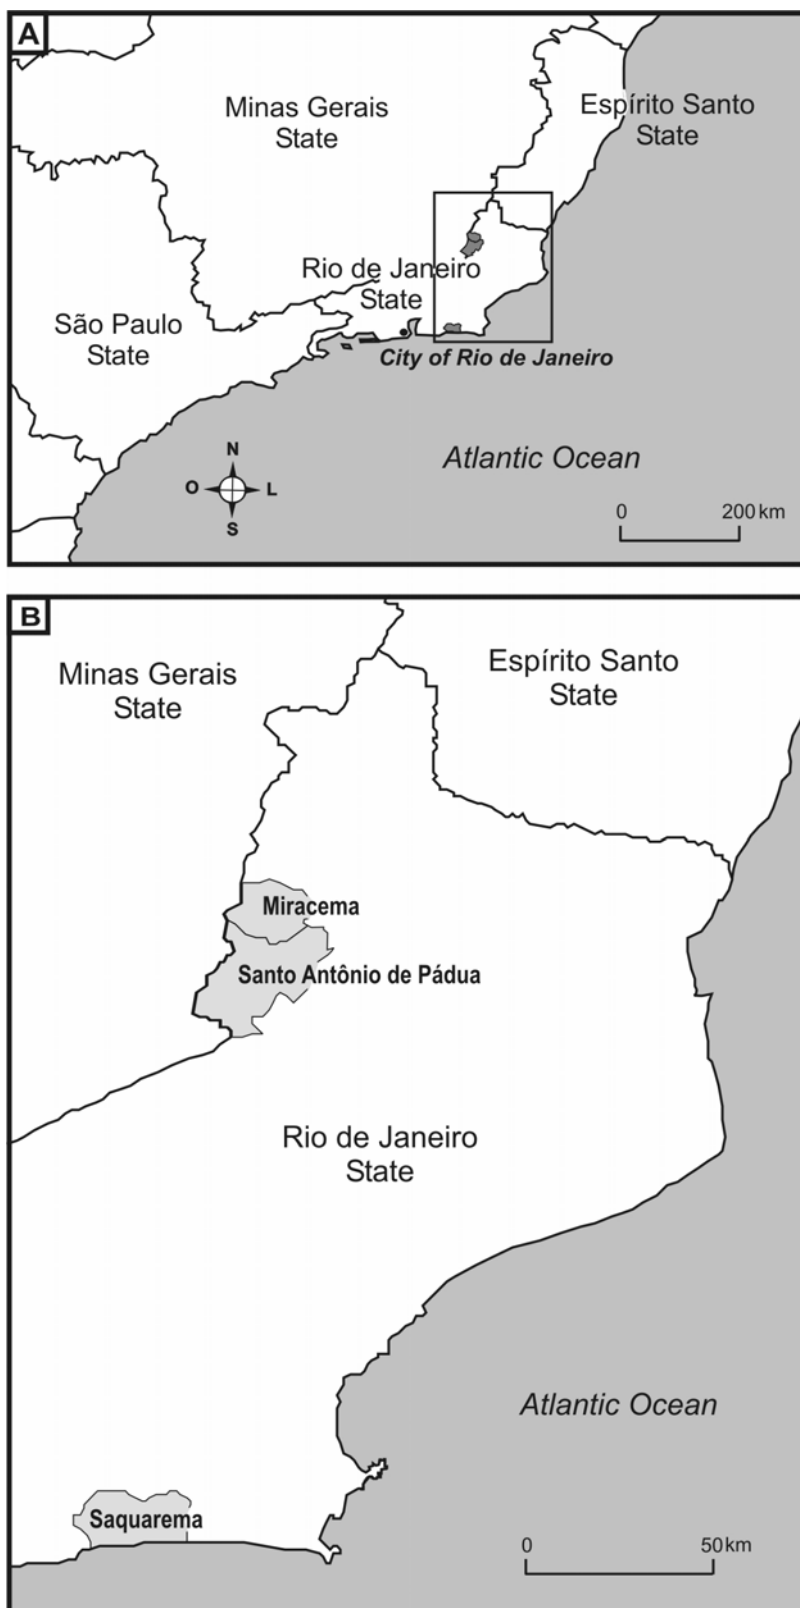 A
Minas Gerais
State
Espírito Santo
State
Rio de Janeiro
State
São Paulo
State
City of Rio de Janeiro
Atlantic Ocean
N
O
L
S
0
200 km
B
Minas Gerais
State
Espírito Santo
State
Miracema
Santo Antônio de Pádua
Rio de Janeiro
State
Atlantic Ocean
Saquarema
0
50 km